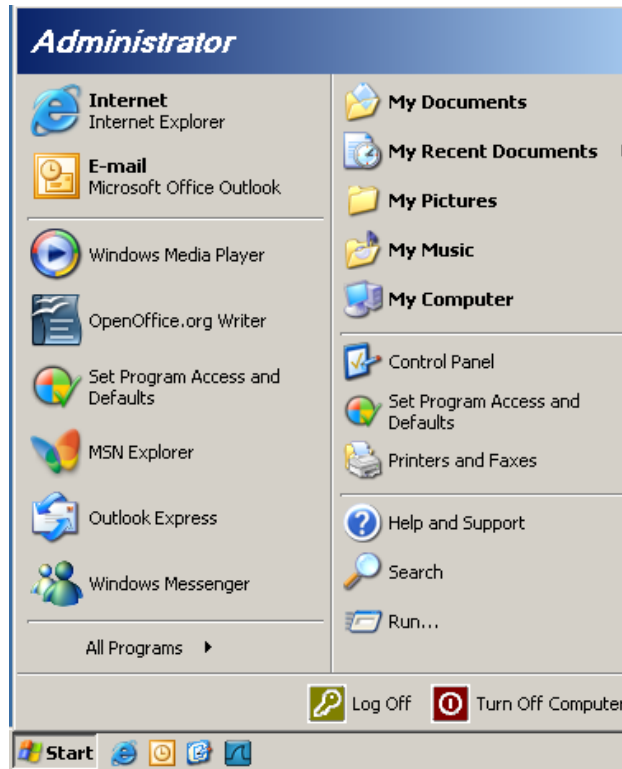 Administrator
Internet
Internet Explorer
E-mail
Microsoft Office Outlook
Windows Media Player
OpenOffice.org Writer
Set Program Access and
Defaults
MSN Explorer
Outlook Express
Windows Messenger
All Programs
My Documents
My Recent Documents
My Pictures
My Music
My Computer
Control Panel
Set Program Access and
Defaults
Printers and Faxes
Help and Support
Search
Run...
Log Off
Turn Off Computer
Start